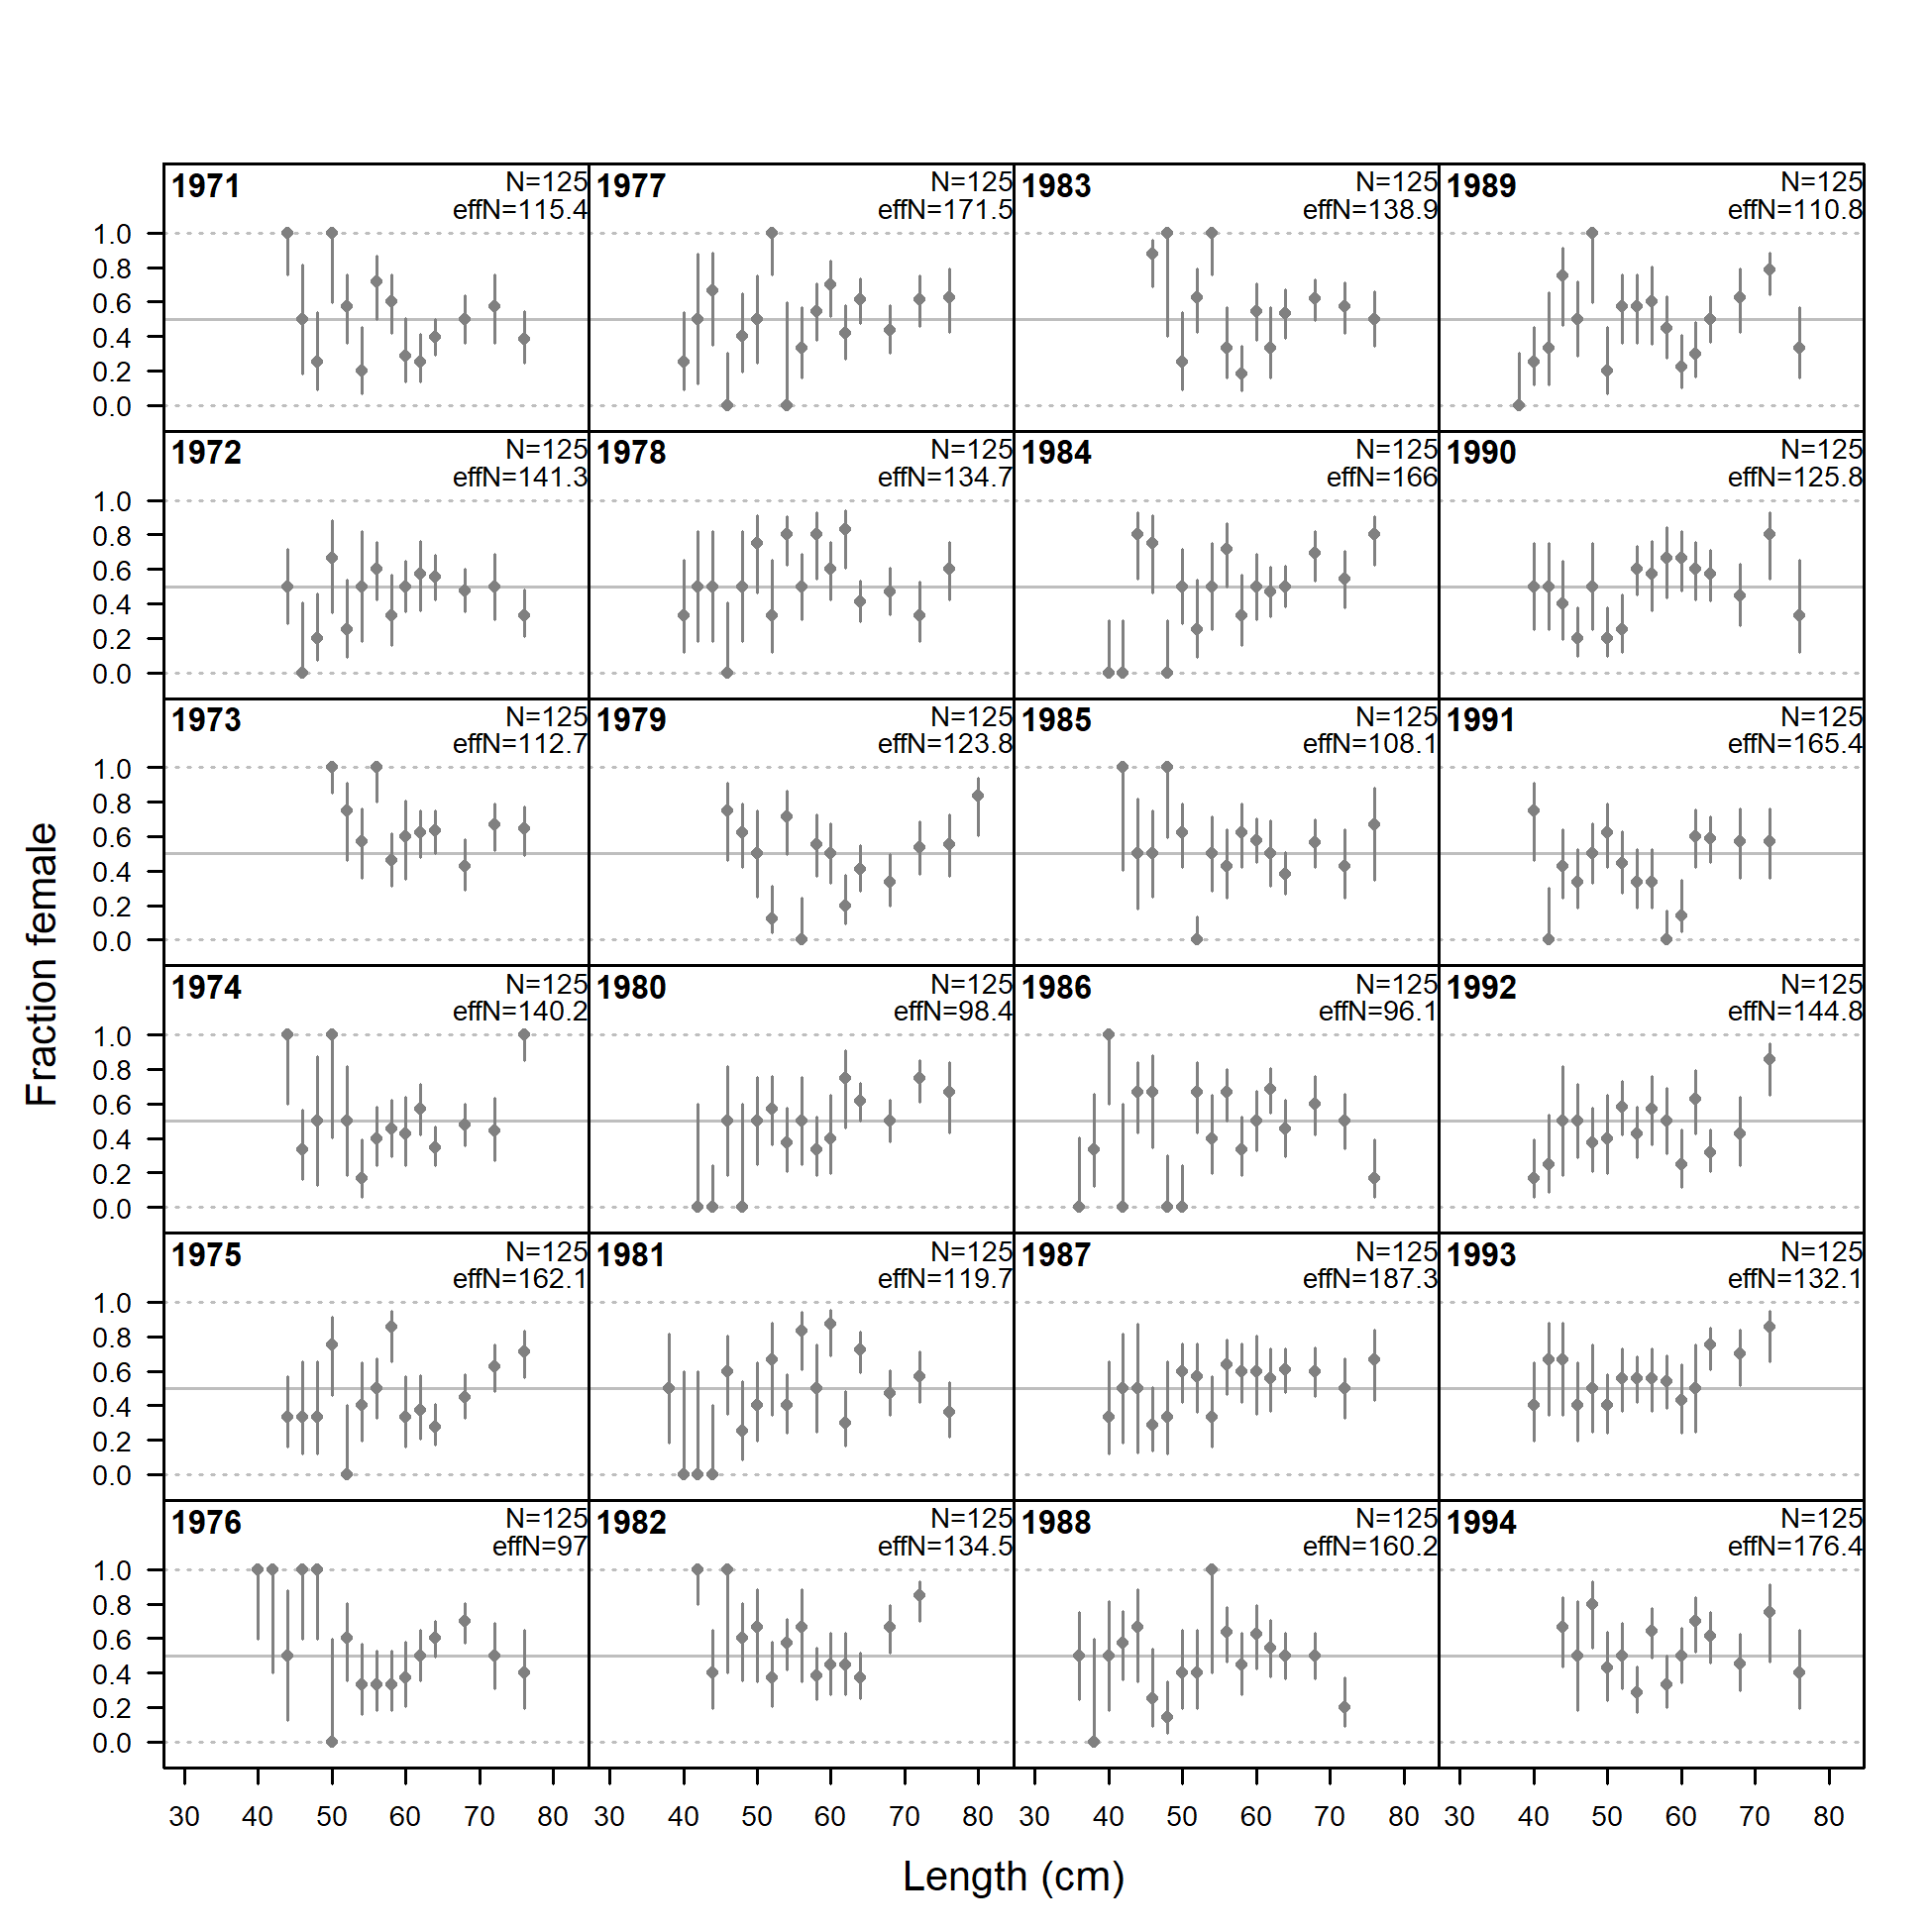 1971 N=125 1977 N=125 1983 N=125 1989 N=125
effN=115.4 effN=171.5 effN=138.9 effN=110.8
1.0
0.8
0.6
0.4
0.2
0.0
1972 N=125 1978 N=125 1984 N=125 1990 N=125
effN=141.3 effN=134.7 effN=166 effN=125.8
1.0
0.8
0.6
0.4
0.2
0.0
1973 N=125 1979 N=125 1985 N=125 1991 N=125
effN=112.7 effN=123.8 effN=108.1 effN=165.4
1.0
0.8
0.6
0.4
0.2
0.0
Fraction female
1974 N=125 1980 N=125 1986 N=125 1992 N=125
effN=140.2 effN=98.4 effN=96.1 effN=144.8
1.0
0.8
0.6
0.4
0.2
0.0
1975 N=125 1981 N=125 1987 N=125 1993 N=125
effN=162.1 effN=119.7 effN=187.3 effN=132.1
1.0
0.8
0.6
0.4
0.2
0.0
1976 N=125 1982 N=125 1988 N=125 1994 N=125
effN=97 effN=134.5 effN=160.2 effN=176.4
1.0
0.8
0.6
0.4
0.2
0.0
30 40 50 60 70 80 30 40 50 60 70 80 30 40 50 60 70 80 30 40 50 60 70 80
Length (cm)